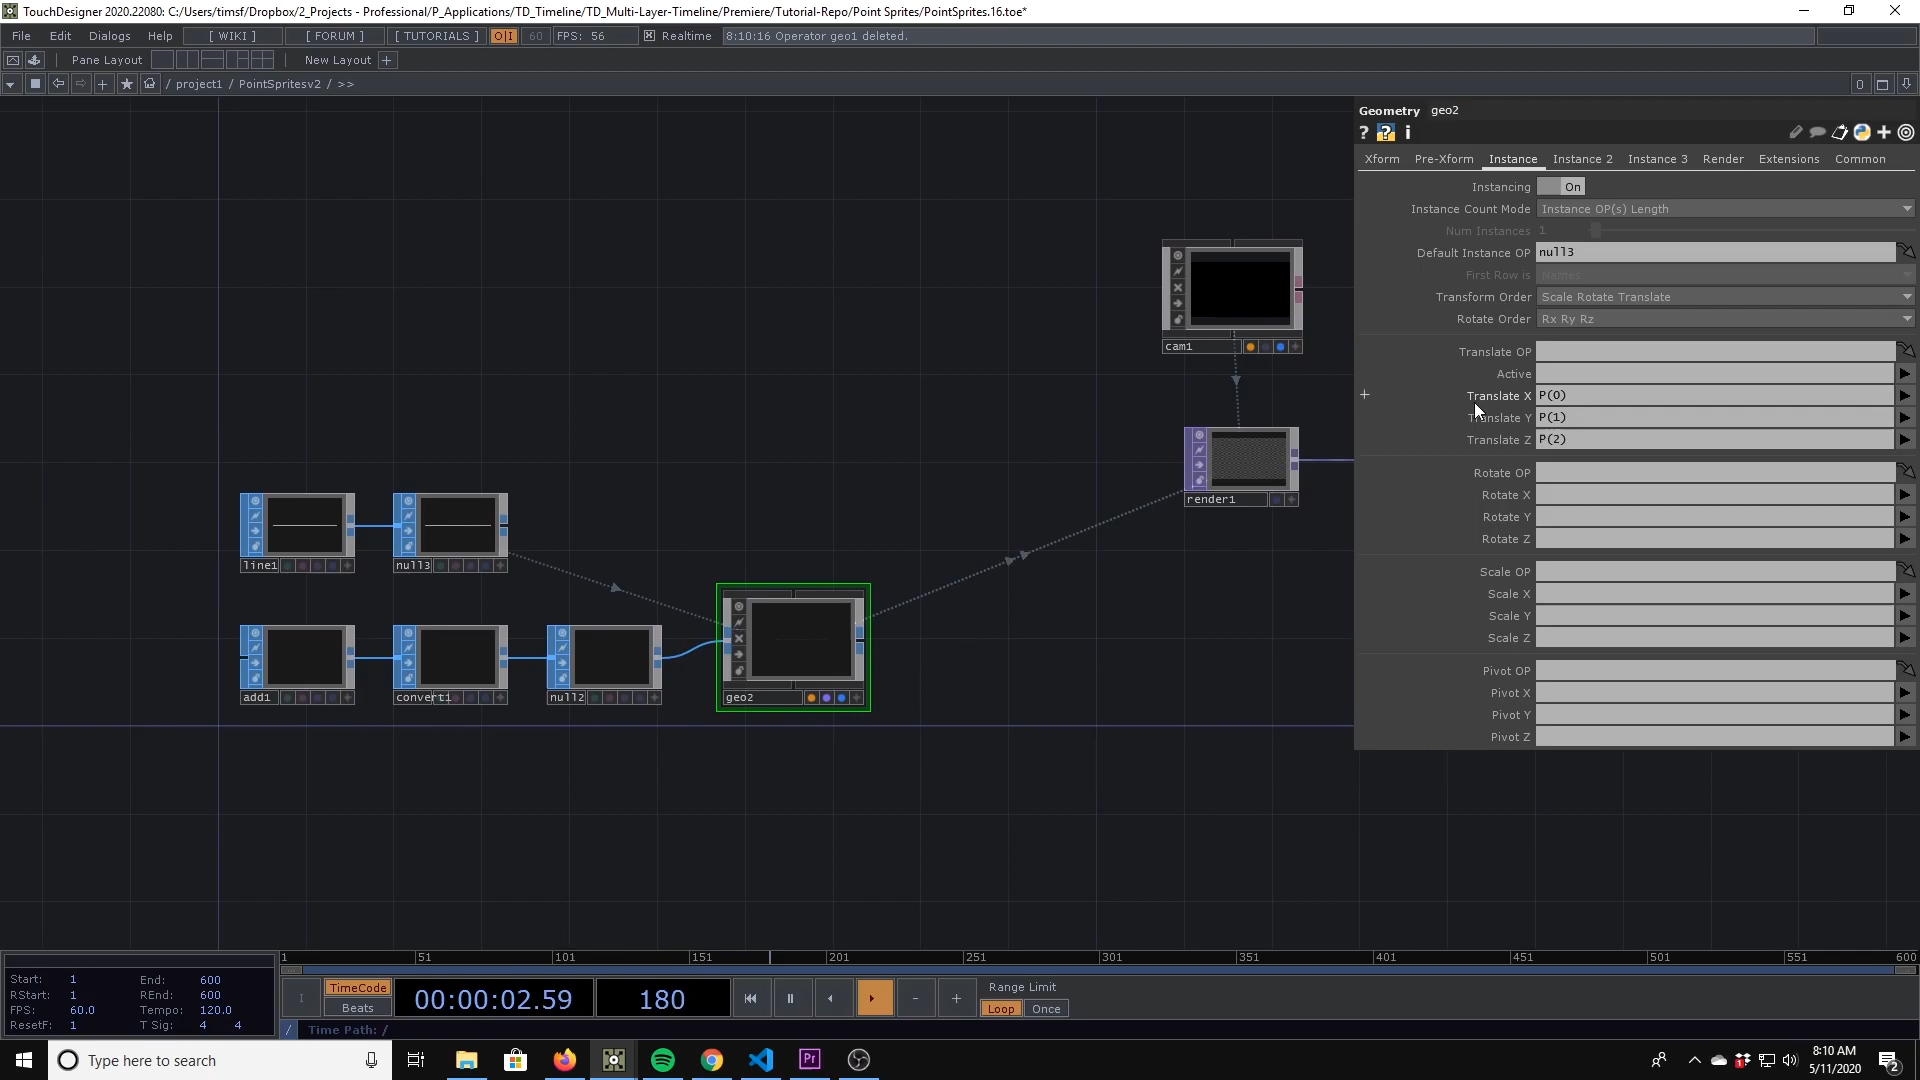 TouchDesigner 2020.22080: C:/Users/timsf/Dropbox/2_Projects - Professional/P_Applications/TD_Timeline/TD_Multi-Layer-Timeline/Premiere/Tutorial-Repo/Point Sprites/PointSprites.16.toe*
File Edit Dialogs Help [ WIKI ] [ FORUM ] [ TUTORIALS ] O|I 60 FPS: 56 Realtime 8:10:16 Operator geo1 deleted.
Pane Layout New Layout +
/ project1 / PointSpritesv2 / >> 0
Geometry geo2
? ? i
Xform Pre-Xform Instance Instance 2 Instance 3 Render Extensions Common
Instancing On
Instance Count Mode Instance OP(s) Length
Num Instances 1
Default Instance OP null3
First Row is Names
Transform Order Scale Rotate Translate
Rotate Order Rx Ry Rz
Translate OP
Active
+ Translate X P(0)
Translate Y P(1)
Translate Z P(2)
Rotate OP
Rotate X
Rotate Y
Rotate Z
Scale OP
Scale X
Scale Y
Scale Z
Pivot OP
Pivot X
Pivot Y
Pivot Z
cam1
render1
line1 null3
add1 convert1 null2 geo2
1 51 101 151 201 251 301 351 401 451 501 551 600
Start: 1 End: 600
RStart: 1 REnd: 600
FPS: 60.0 Tempo: 120.0
ResetF: 1 T Sig: 4 4
TimeCode
Beats
00:00:02.59 180
Range Limit
Loop Once
/ Time Path: /
Type here to search
Pr
8:10 AM
5/11/2020
2